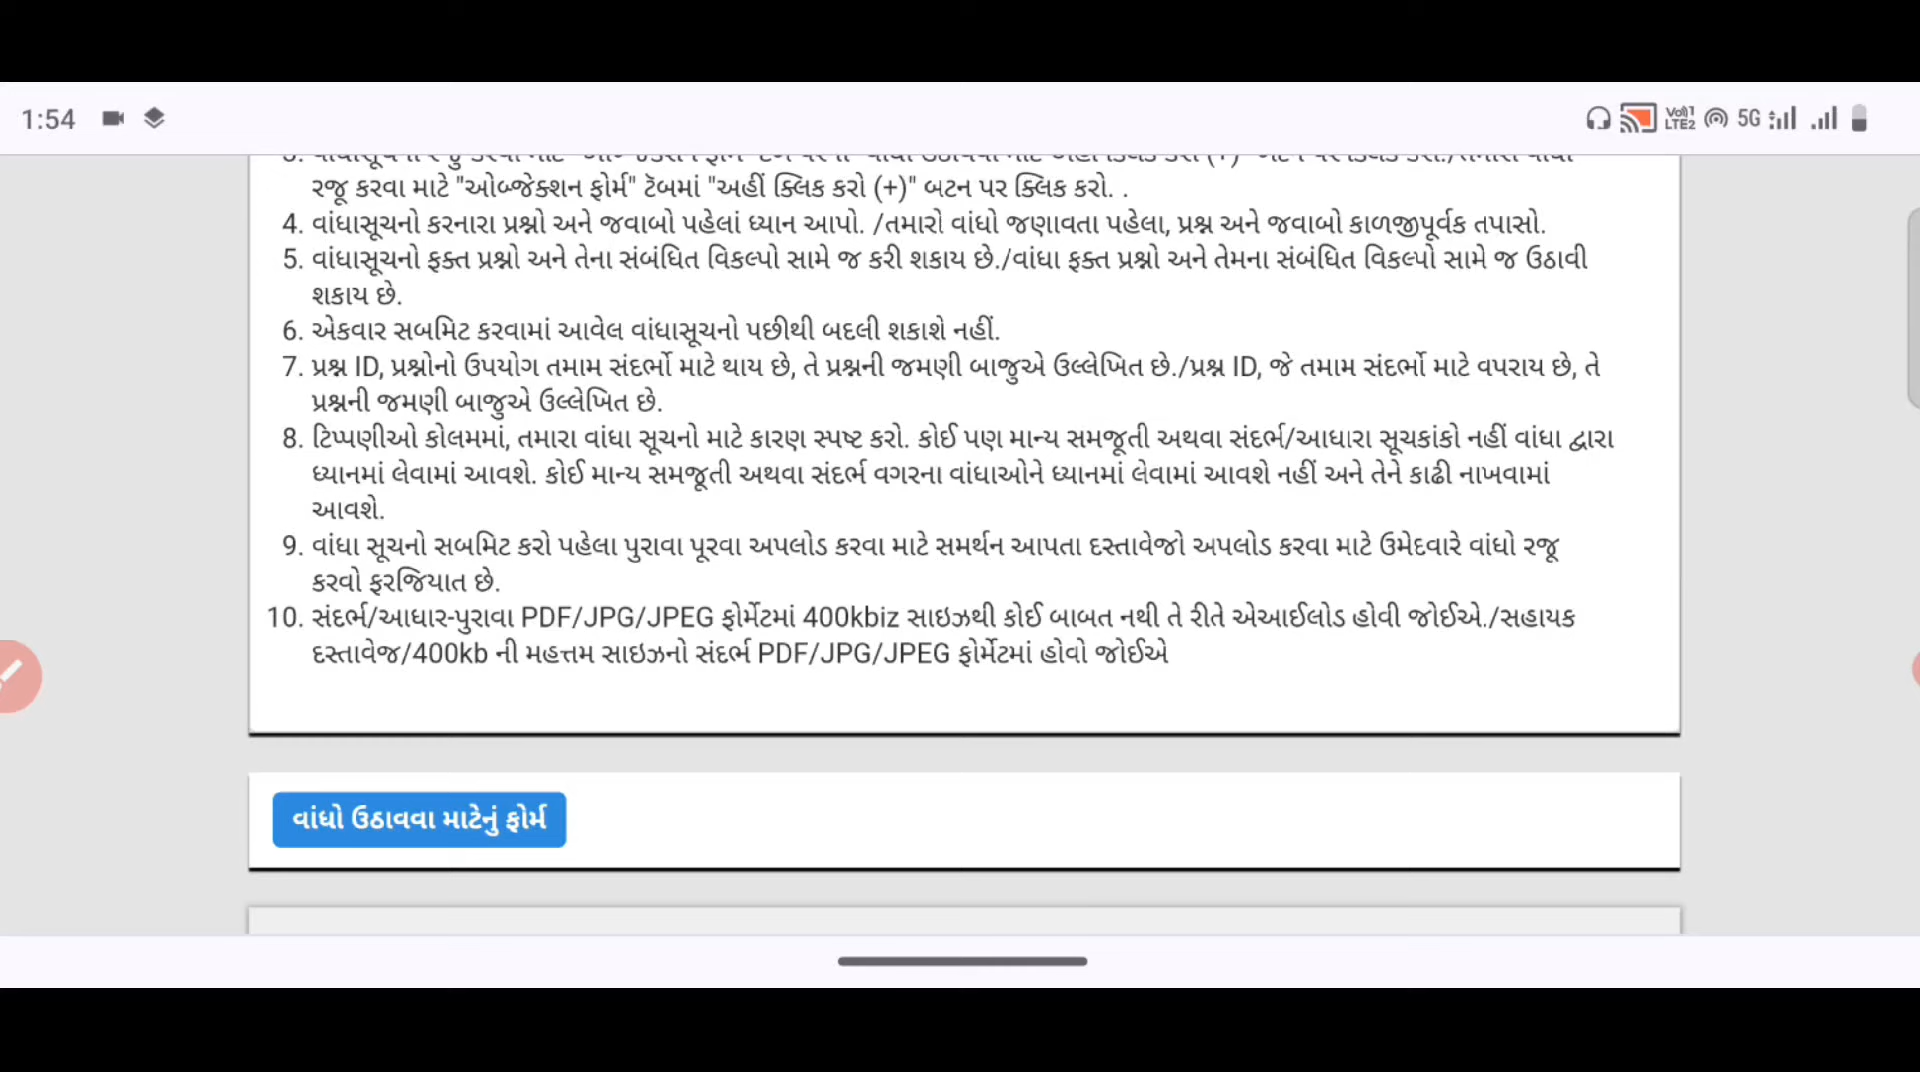 1:54
Vo)) 1 LTE2 5G
રજૂ કરવા માટે "ઓબ્જેક્શન ફોર્મ" ટૅબમાં "અહીં ક્લિક કરો (+)" બટન પર ક્લિક કરો. .
4. વાંધાસૂચનો કરનારા પ્રશ્નો અને જવાબો પહેલાં ધ્યાન આપો. /તમારો વાંધો જણાવતા પહેલા, પ્રશ્ન અને જવાબો કાળજીપૂર્વક તપાસો.
5. વાંધાસૂચનો ફક્ત પ્રશ્નો અને તેના સંબંધિત વિકલ્પો સામે જ કરી શકાય છે./વાંધા ફક્ત પ્રશ્નો અને તેમના સંબંધિત વિકલ્પો સામે જ ઉઠાવી
શકાય છે.
6. એકવાર સબમિટ કરવામાં આવેલ વાંધાસૂચનો પછીથી બદલી શકાશે નહીં.
7. પ્રશ્ન ID, પ્રશ્નોનો ઉપયોગ તમામ સંદર્ભો માટે થાય છે, તે પ્રશ્નની જમણી બાજુએ ઉલ્લેખિત છે./પ્રશ્ન ID, જે તમામ સંદર્ભો માટે વપરાય છે, તે
પ્રશ્નની જમણી બાજુએ ઉલ્લેખિત છે.
8. ટિપ્પણીઓ કોલમમાં, તમારા વાંધા સૂચનો માટે કારણ સ્પષ્ટ કરો. કોઈ પણ માન્ય સમજૂતી અથવા સંદર્ભ/આધારા સૂચકાંકો નહીં વાંધા દ્વારા
ધ્યાનમાં લેવામાં આવશે. કોઈ માન્ય સમજૂતી અથવા સંદર્ભ વગરના વાંધાઓને ધ્યાનમાં લેવામાં આવશે નહીં અને તેને કાઢી નાખવામાં
આવશે.
9. વાંધા સૂચનો સબમિટ કરો પહેલા પુરાવા પૂરવા અપલોડ કરવા માટે સમર્થન આપતા દસ્તાવેજો અપલોડ કરવા માટે ઉમેદવારે વાંધો રજૂ
કરવો ફરજિયાત છે.
10. સંદર્ભ/આધાર-પુરાવા PDF/JPG/JPEG ફોર્મેટમાં 400kbiz સાઇઝથી કોઈ બાબત નથી તે રીતે એઆઈલોડ હોવી જોઈએ./સહાયક
દસ્તાવેજ/400kb ની મહત્તમ સાઇઝનો સંદર્ભ PDF/JPG/JPEG ફોર્મેટમાં હોવો જોઈએ
વાંધો ઉઠાવવા માટેનું ફોર્મ